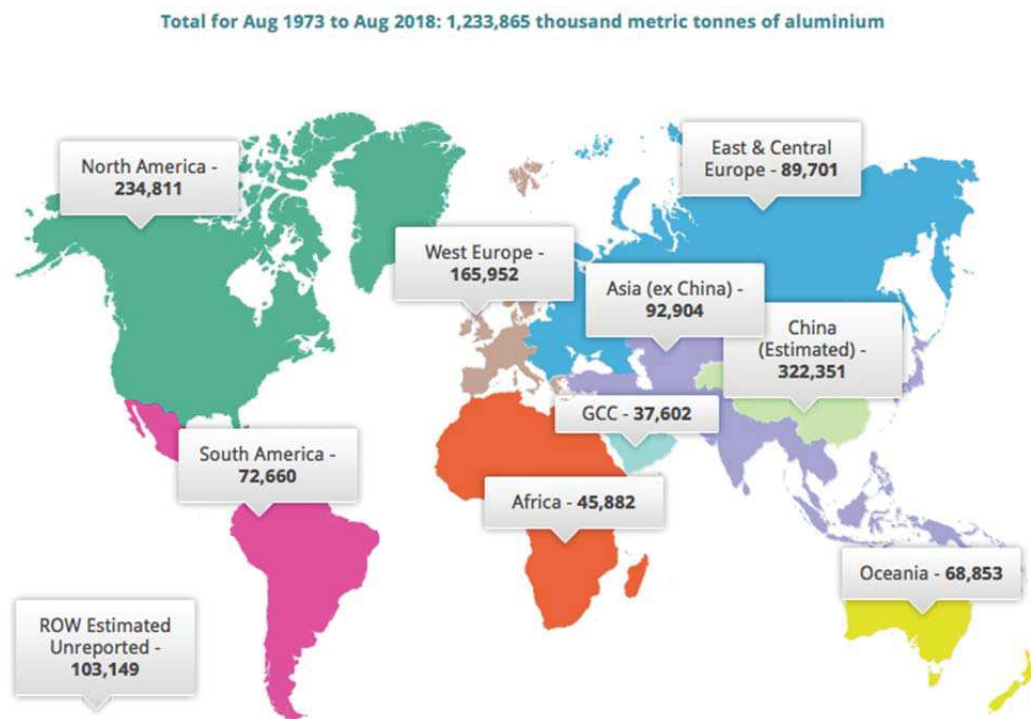 Total for Aug 1973 to Aug 2018: 1,233,865 thousand metric tonnes of aluminium
North America -
234,811
East & Central
Europe - 89,701
West Europe -
165,952
Asia (ex China) -
92,904
China
(Estimated) -
322,351
GCC - 37,602
South America -
72,660
Africa - 45,882
Oceania - 68,853
ROW Estimated
Unreported -
103,149